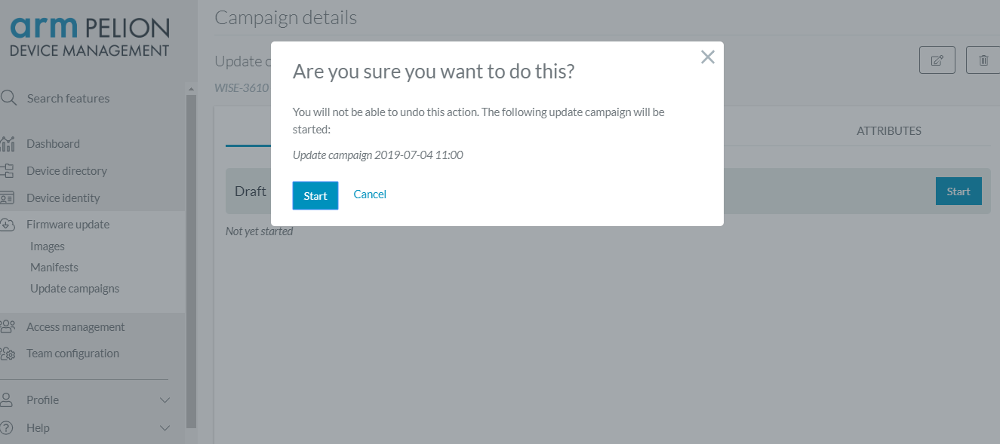 arm PELION
DEVICE MANAGEMENT
Search features
Dashboard
Device directory
Device identity
Firmware update
Images
Manifests
Update campaigns
Access management
Team configuration
Profile
Help
Campaign details
Update
WISE-3610
ATTRIBUTES
Draft
Start
Not yet started
Are you sure you want to do this?
You will not be able to undo this action. The following update campaign will be
started:
Update campaign 2019-07-04 11:00
Start
Cancel